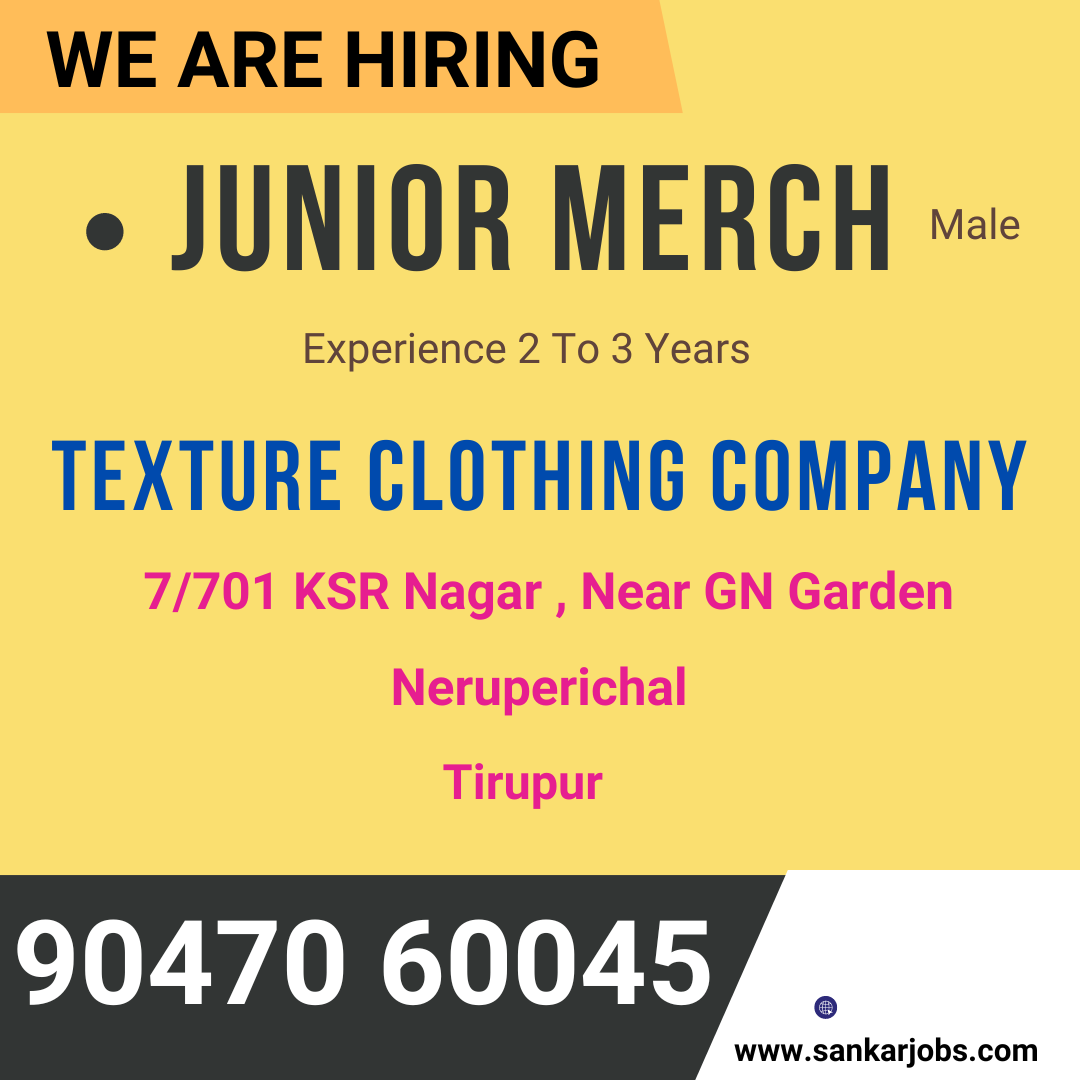 WE ARE HIRING
• JUNIOR MERCH Male
Experience 2 To 3 Years
TEXTURE CLOTHING COMPANY
7/701 KSR Nagar , Near GN Garden
Neruperichal
Tirupur
90470 60045
www.sankarjobs.com